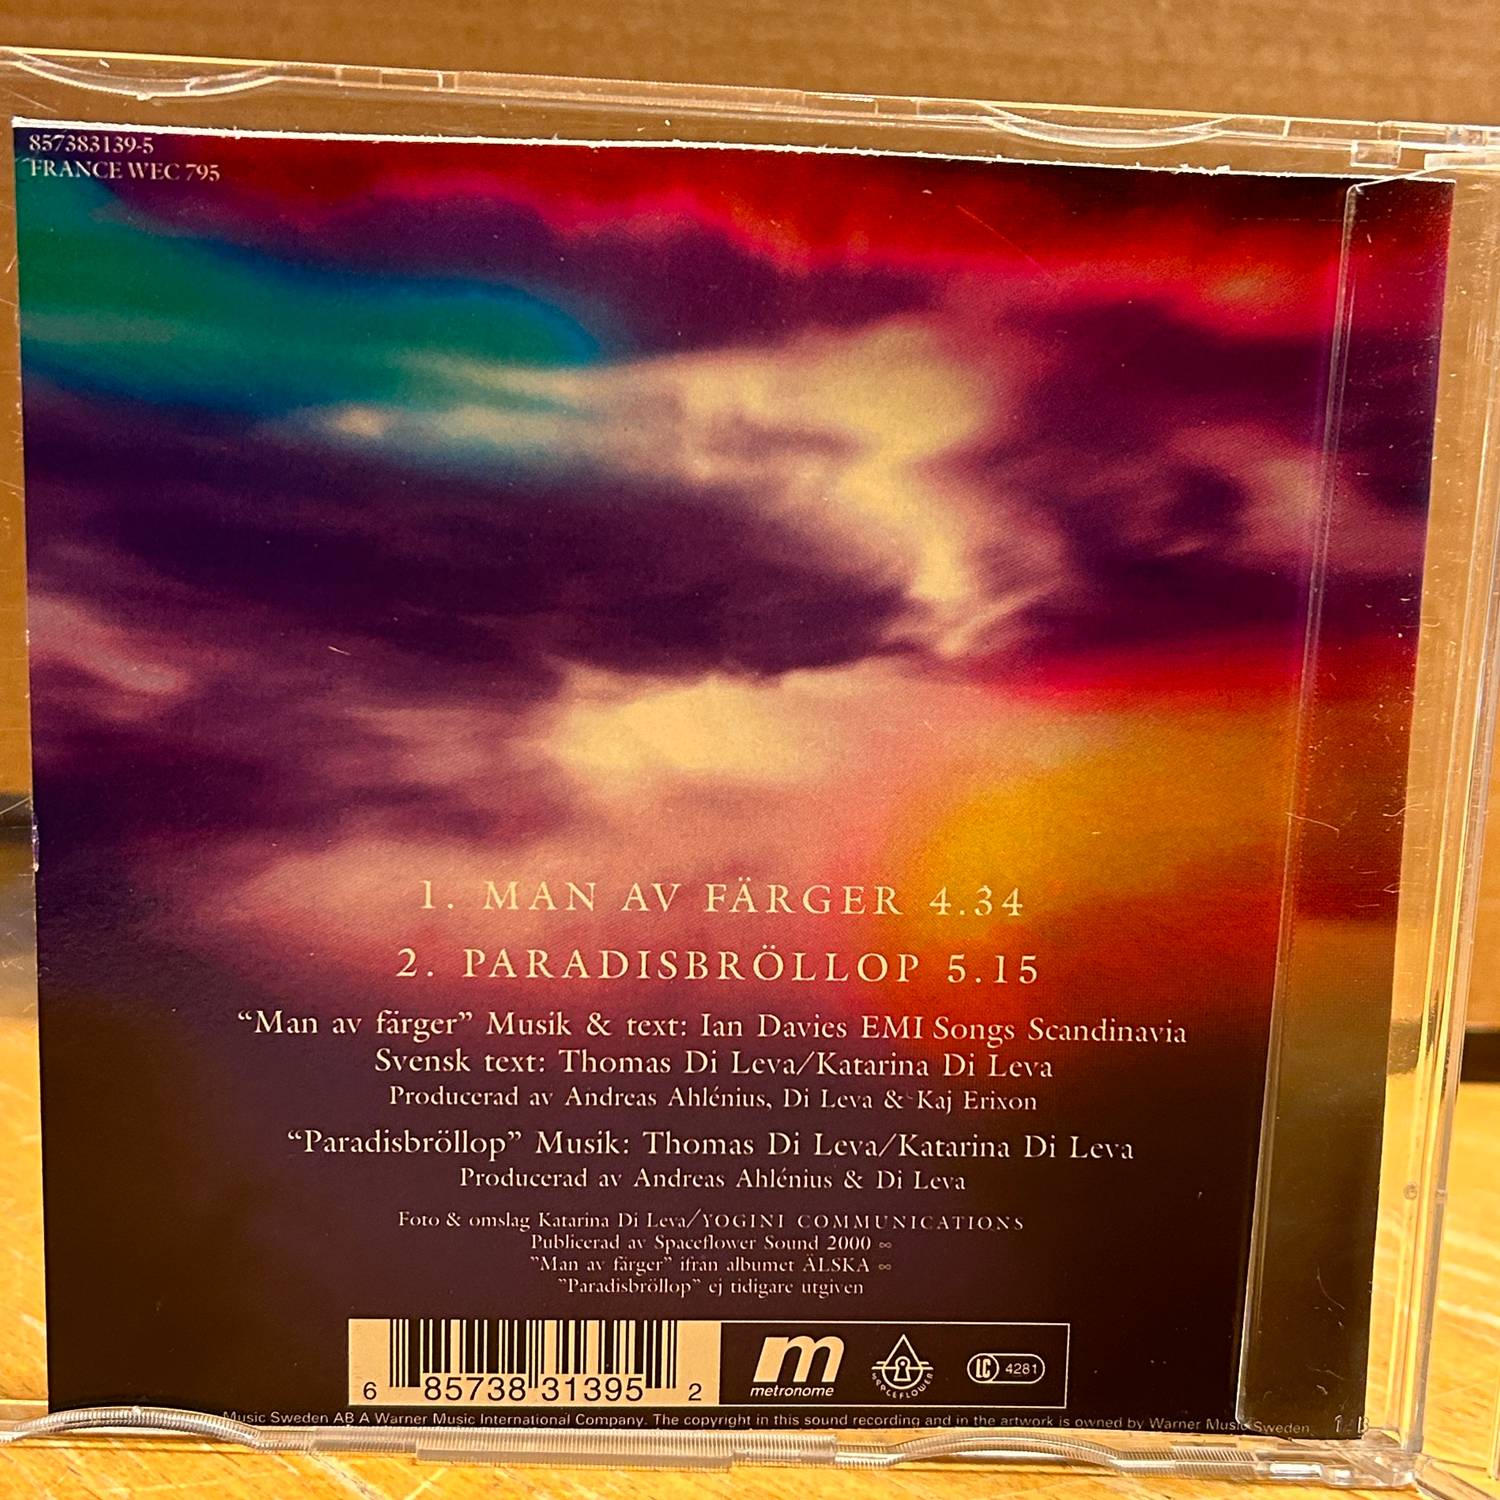 857383139-5
FRANCE WEC 795
1. MAN AV FÄRGER 4.34
2. PARADISBRÖLLOP 5.15
“Man av färger” Musik & text: Ian Davies EMI Songs Scandinavia
Svensk text: Thomas Di Leva/Katarina Di Leva
Producerad av Andreas Ahlénius, Di Leva & Kaj Erixon
“Paradisbröllop” Musik: Thomas Di Leva/Katarina Di Leva
Producerad av Andreas Ahlénius & Di Leva
Foto & omslag Katarina Di Leva/YOGINI COMMUNICATIONS
Publicerad av Spaceflower Sound 2000 ∞
”Man av färger” ifrån albumet ÄLSKA ∞
”Paradisbröllop” ej tidigare utgiven
6 85738 31395 2
m
metronome
SPACEFLOWER
LC 4281
Music Sweden AB A Warner Music International Company. The copyright in this sound recording and in the artwork is owned by Warner Music Sweden